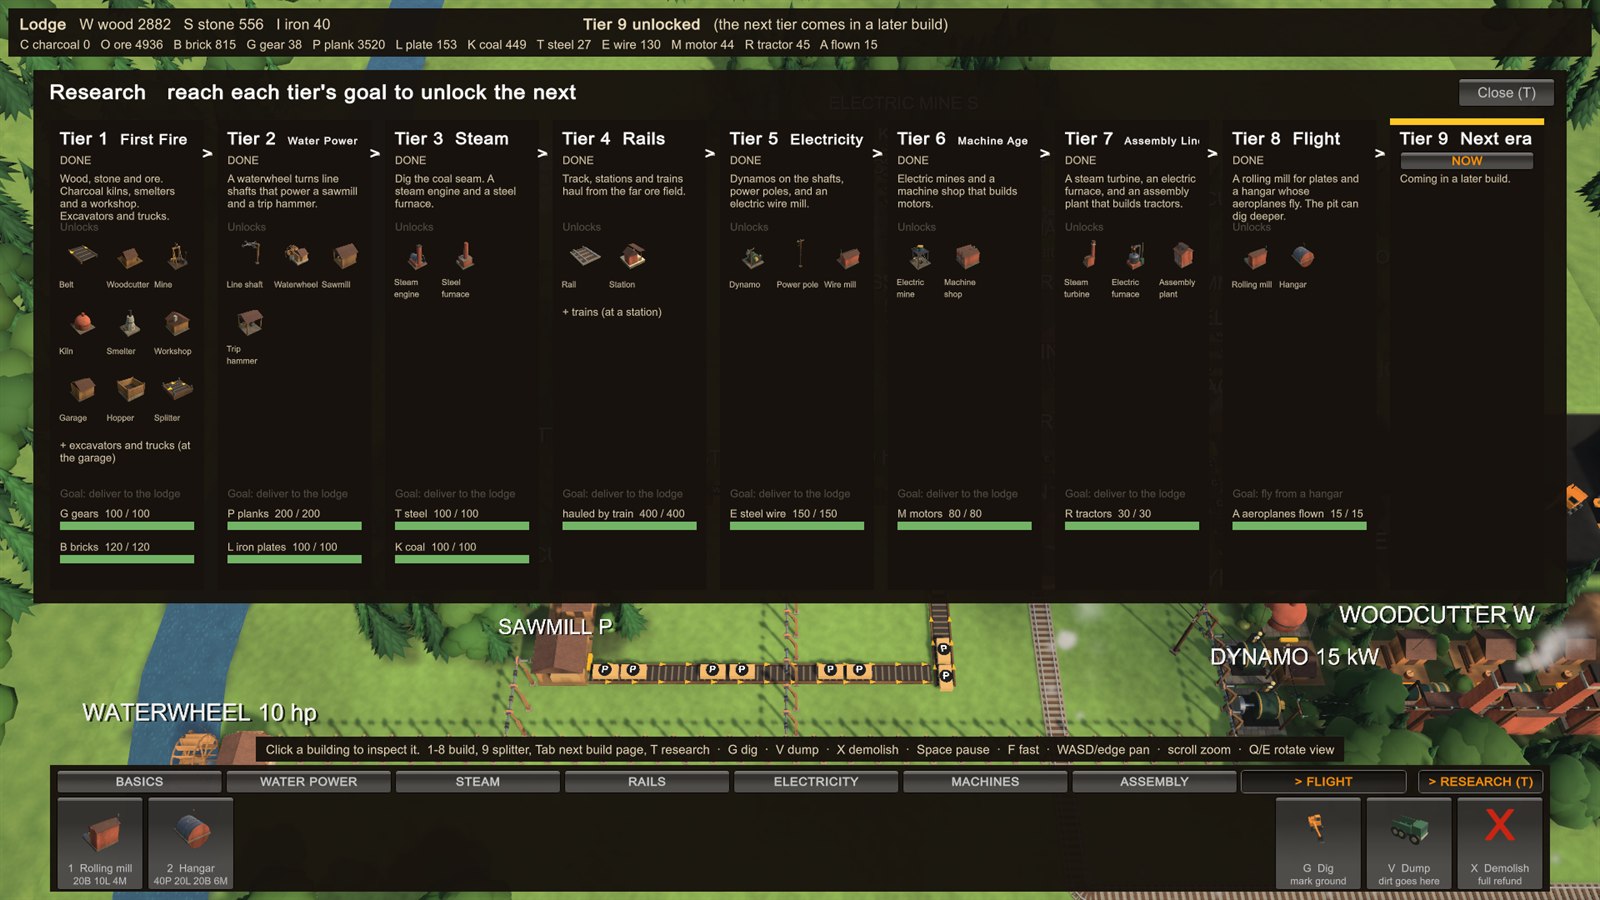 Lodge W wood 2882 S stone 556 I iron 40
Tier 9 unlocked (the next tier comes in a later build)
C charcoal 0 O ore 4936 B brick 815 G gear 38 P plank 3520 L plate 153 K coal 449 T steel 27 E wire 130 M motor 44 R tractor 45 A flown 15
ELECTRIC MINE S
Research reach each tier's goal to unlock the next
Close (T)
Tier 1 First Fire
>
DONE
Wood, stone and ore.
Charcoal kilns, smelters
and a workshop.
Excavators and trucks.
Unlocks
Belt Woodcutter Mine
Kiln Smelter Workshop
Garage Hopper Splitter
+ excavators and trucks (at
the garage)
Goal: deliver to the lodge
G gears 100 / 100
B bricks 120 / 120
Tier 2 Water Power
>
DONE
A waterwheel turns line
shafts that power a sawmill
and a trip hammer.
Unlocks
Line shaft Waterwheel Sawmill
Trip
hammer
Goal: deliver to the lodge
P planks 200 / 200
L iron plates 100 / 100
Tier 3 Steam
>
DONE
Dig the coal seam. A
steam engine and a steel
furnace.
Unlocks
Steam
engine
Steel
furnace
Goal: deliver to the lodge
T steel 100 / 100
K coal 100 / 100
Tier 4 Rails
>
DONE
Track, stations and trains
haul from the far ore field.
Unlocks
Rail Station
+ trains (at a station)
Goal: deliver to the lodge
hauled by train 400 / 400
Tier 5 Electricity
>
DONE
Dynamos on the shafts,
power poles, and an
electric wire mill.
Unlocks
Dynamo Power pole Wire mill
Goal: deliver to the lodge
E steel wire 150 / 150
Tier 6 Machine Age
>
DONE
Electric mines and a
machine shop that builds
motors.
Unlocks
Electric
mine
Machine
shop
Goal: deliver to the lodge
M motors 80 / 80
Tier 7 Assembly Lin
>
DONE
A steam turbine, an electric
furnace, and an assembly
plant that builds tractors.
Unlocks
Steam
turbine
Electric
furnace
Assembly
plant
Goal: deliver to the lodge
R tractors 30 / 30
Tier 8 Flight
>
DONE
A rolling mill for plates and
a hangar whose
aeroplanes fly. The pit can
dig deeper.
Unlocks
Rolling mill Hangar
Goal: fly from a hangar
A aeroplanes flown 15 / 15
Tier 9 Next era
NOW
Coming in a later build.
SAWMILL P
P P P P P P P P
WOODCUTTER W
DYNAMO 15 kW
WATERWHEEL 10 hp
Click a building to inspect it. 1-8 build, 9 splitter, Tab next build page, T research · G dig · V dump · X demolish · Space pause · F fast · WASD/edge pan · scroll zoom · Q/E rotate view
BASICS WATER POWER STEAM RAILS ELECTRICITY MACHINES ASSEMBLY > FLIGHT > RESEARCH (T)
1 Rolling mill
20B 10L 4M
2 Hangar
40P 20L 20B 6M
G Dig
mark ground
V Dump
dirt goes here
X
X Demolish
full refund